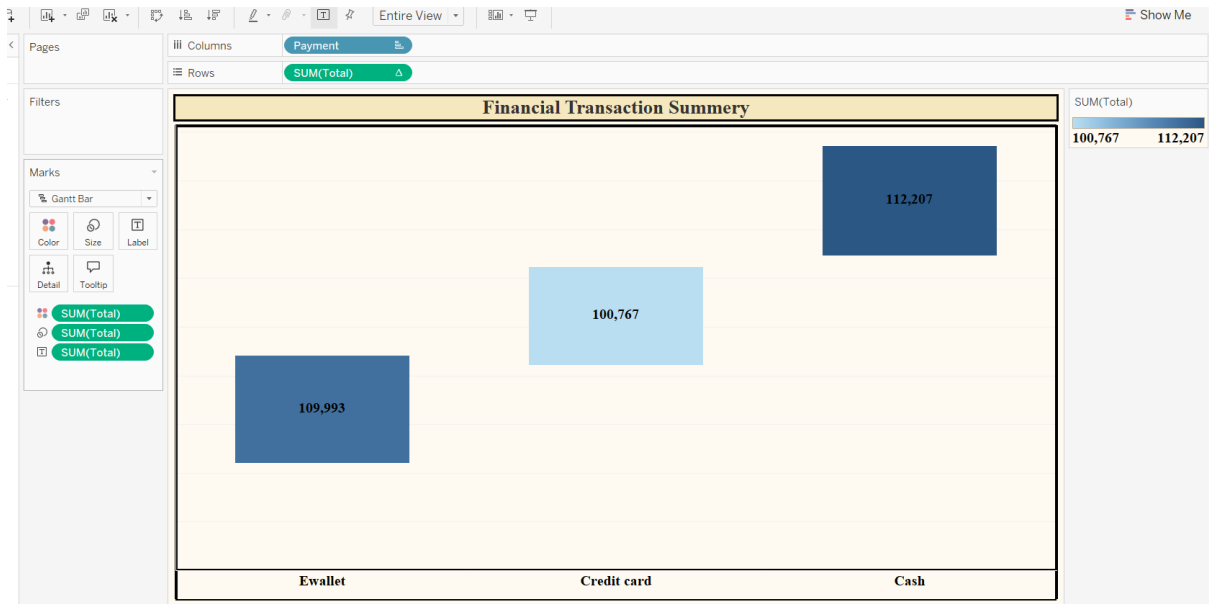 Entire View
Show Me
Pages
Columns
Payment
Rows
SUM(Total)
Filters
Financial Transaction Summery
SUM(Total)
100,767 112,207
Marks
Gantt Bar
Color Size Label
Detail Tooltip
SUM(Total)
SUM(Total)
SUM(Total)
112,207
100,767
109,993
Ewallet Credit card Cash